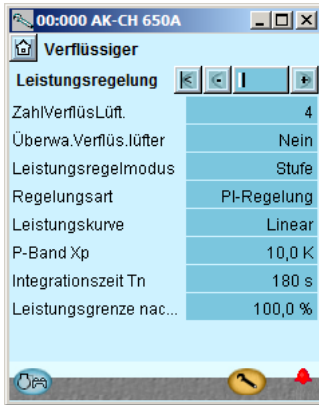 00:000 AK-CH 650A
Verflüssiger
Leistungsregelung
ZahlVerflüsLüft. 4
Überwa.Verflüs.lüfter Nein
Leistungsregelmodus Stufe
Regelungsart PI-Regelung
Leistungskurve Linear
P-Band Xp 10,0 K
Integrationszeit Tn 180 s
Leistungsgrenze nac... 100,0 %